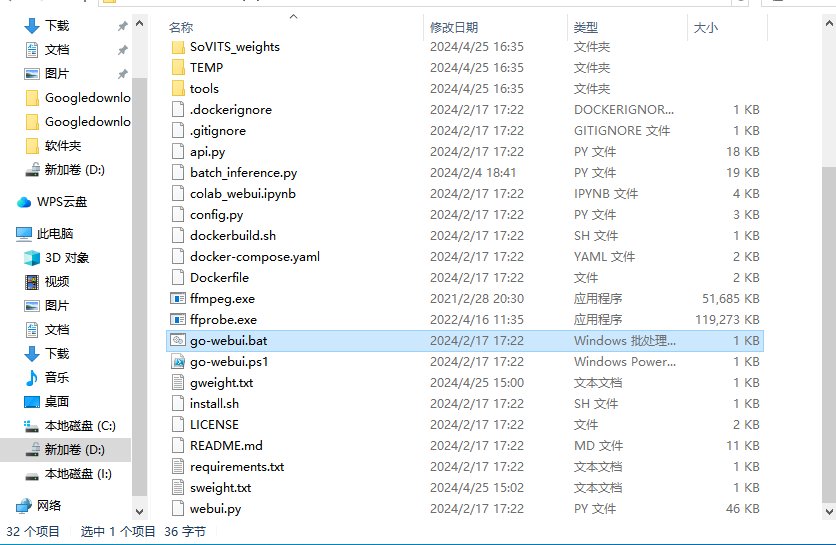 名称 修改日期 类型 大小
下载
文档
图片
Googledownlo
Googledownlo
软件夹
新加卷 (D:)
WPS云盘
此电脑
3D 对象
视频
图片
文档
下载
音乐
桌面
本地磁盘 (C:)
新加卷 (D:)
本地磁盘 (I:)
网络
SoVITS_weights 2024/4/25 16:35 文件夹
TEMP 2024/4/25 16:35 文件夹
tools 2024/4/25 16:35 文件夹
.dockerignore 2024/2/17 17:22 DOCKERIGNOR... 1 KB
.gitignore 2024/2/17 17:22 GITIGNORE 文件 1 KB
api.py 2024/2/17 17:22 PY 文件 18 KB
batch_inference.py 2024/2/4 18:41 PY 文件 19 KB
colab_webui.ipynb 2024/2/17 17:22 IPYNB 文件 4 KB
config.py 2024/2/17 17:22 PY 文件 3 KB
dockerbuild.sh 2024/2/17 17:22 SH 文件 1 KB
docker-compose.yaml 2024/2/17 17:22 YAML 文件 2 KB
Dockerfile 2024/2/17 17:22 文件 2 KB
ffmpeg.exe 2021/2/28 20:30 应用程序 51,685 KB
ffprobe.exe 2022/4/16 11:35 应用程序 119,273 KB
go-webui.bat 2024/2/17 17:22 Windows 批处理... 1 KB
go-webui.ps1 2024/2/17 17:22 Windows Power... 1 KB
gweight.txt 2024/4/25 15:00 文本文档 1 KB
install.sh 2024/2/17 17:22 SH 文件 1 KB
LICENSE 2024/2/17 17:22 文件 2 KB
README.md 2024/2/17 17:22 MD 文件 11 KB
requirements.txt 2024/2/17 17:22 文本文档 1 KB
sweight.txt 2024/4/25 15:02 文本文档 1 KB
webui.py 2024/2/17 17:22 PY 文件 46 KB
32 个项目 选中 1 个项目 36 字节